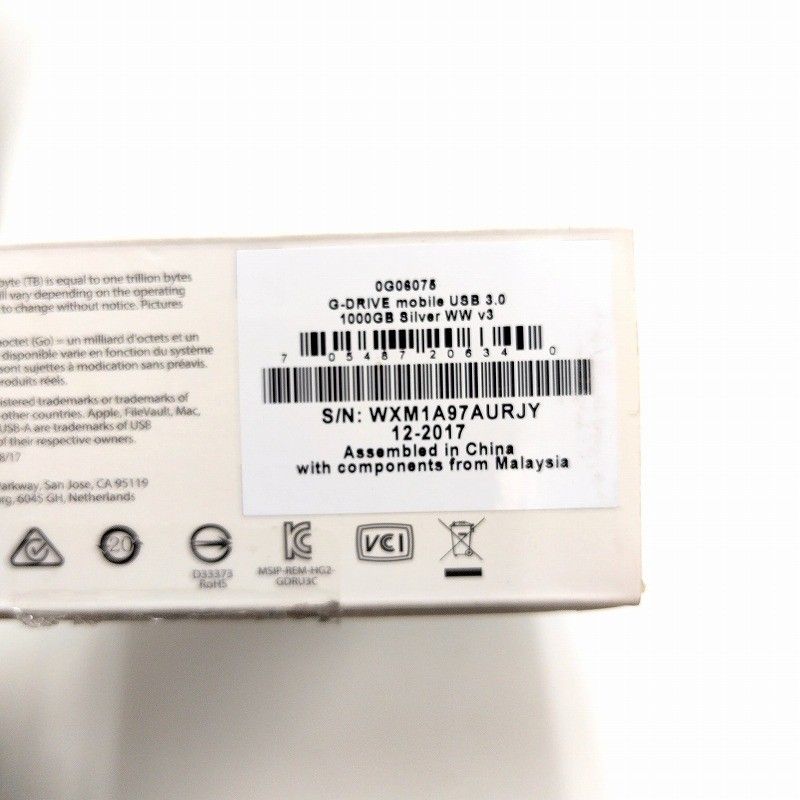 byte (TB) is equal to one trillion bytes
ll vary depending on the operating
to change without notice. Pictures
octet (Go) = un milliard d'octets et un
disponible varie en fonction du système
sont sujettes à modication sans préavis.
roduits réels.
istered trademarks or trademarks of
other countries. Apple, FileVault, Mac,
USB-A are trademarks of USB
of their respective owners.
8/17
Parkway, San Jose, CA 95119
org, 6045 GH, Netherlands
0G06075
G-DRIVE mobile USB 3.0
1000GB Silver WW v3
7 05487 20634 0
S/N: WXM1A97AURJY
12-2017
Assembled in China
with components from Malaysia
20
D33373
RoHS
MSIP-REM-HG2-
GDRU3C
VCI